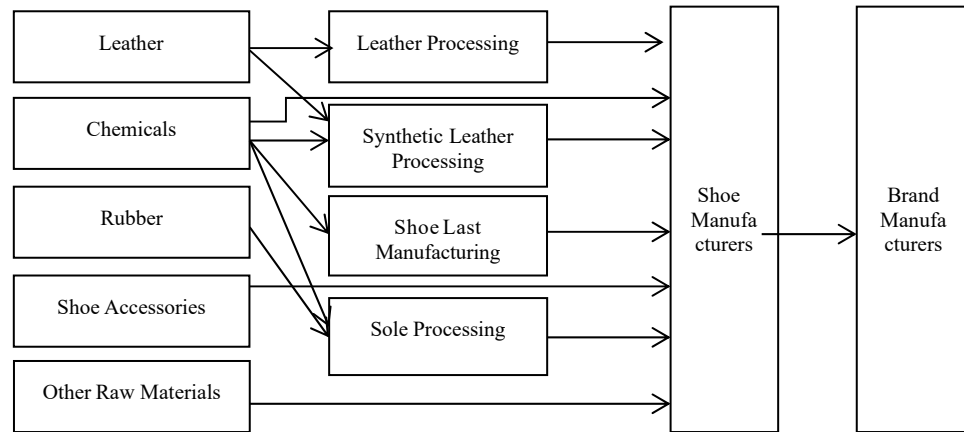 Leather
Chemicals
Rubber
Shoe Accessories
Other Raw Materials
Leather Processing
Synthetic Leather
Processing
Shoe Last
Manufacturing
Sole Processing
Shoe
Manufa
cturers
Brand
Manufa
cturers